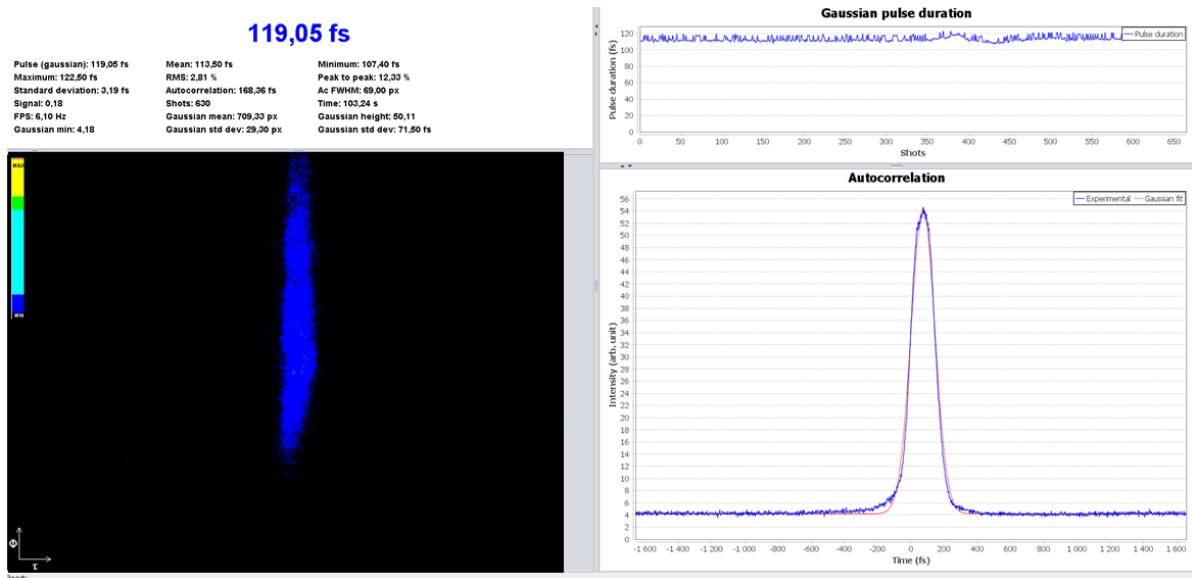 119,05 fs
Pulse (gaussian): 119,05 fs Mean: 113,50 fs Minimum: 107,40 fs
Maximum: 122,50 fs RMS: 2,81 % Peak to peak: 12,33 %
Standard deviation: 3,19 fs Autocorrelation: 168,36 fs Ac FWHM: 69,00 px
Signal: 0,18 Shots: 630 Time: 103,24 s
FPS: 6,10 Hz Gaussian mean: 709,33 px Gaussian height: 50,11
Gaussian min: 4,18 Gaussian std dev: 29,30 px Gaussian std dev: 71,50 fs
MAX
MIN
Φ
τ
Gaussian pulse duration
Pulse duration
Pulse duration (fs)
120
100
80
60
40
20
0
0 50 100 150 200 250 300 350 400 450 500 550 600 650
Shots
Autocorrelation
Experimental Gaussian fit
Intensity (arb. unit)
56
54
52
50
48
46
44
42
40
38
36
34
32
30
28
26
24
22
20
18
16
14
12
10
8
6
4
2
0
-1 600 -1 400 -1 200 -1 000 -800 -600 -400 -200 0 200 400 600 800 1 000 1 200 1 400 1 600
Time (fs)